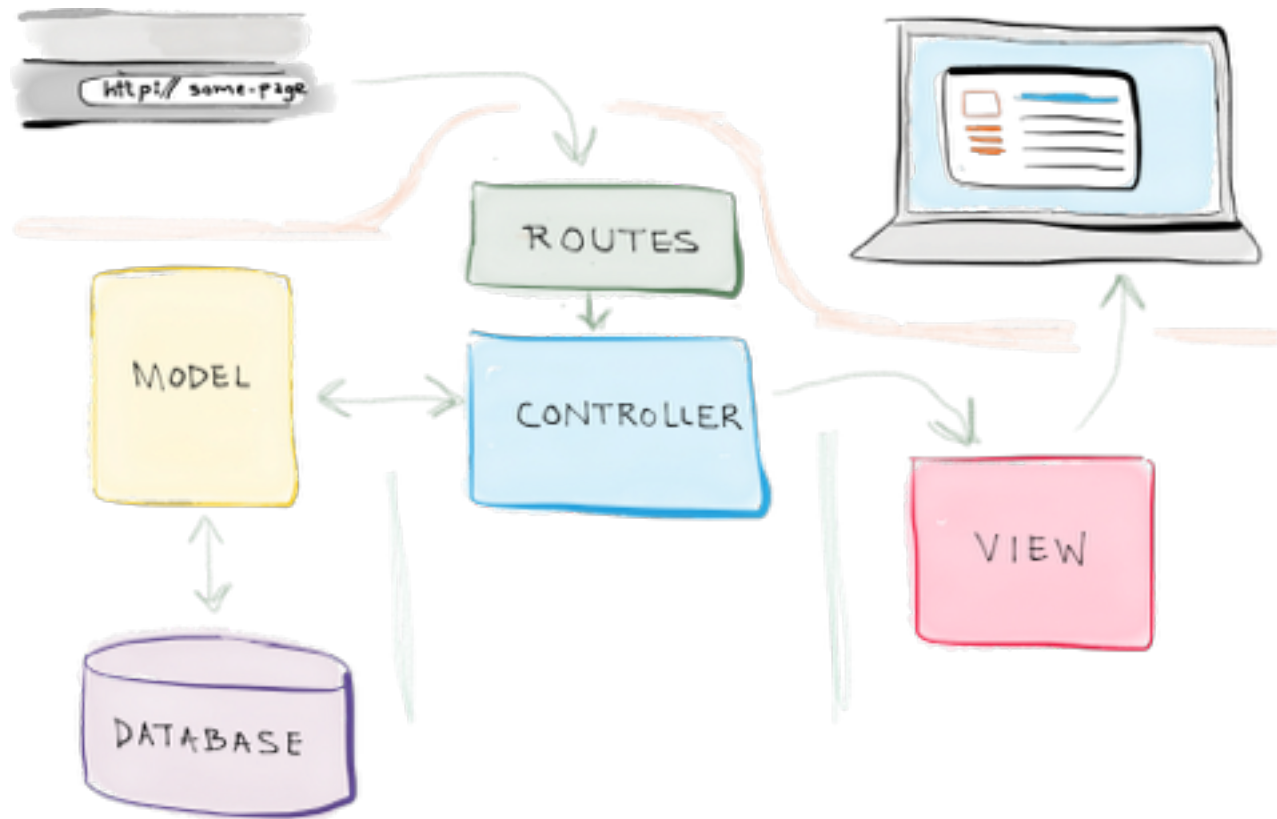 http:// some-page
ROUTES
MODEL
CONTROLLER
VIEW
DATABASE